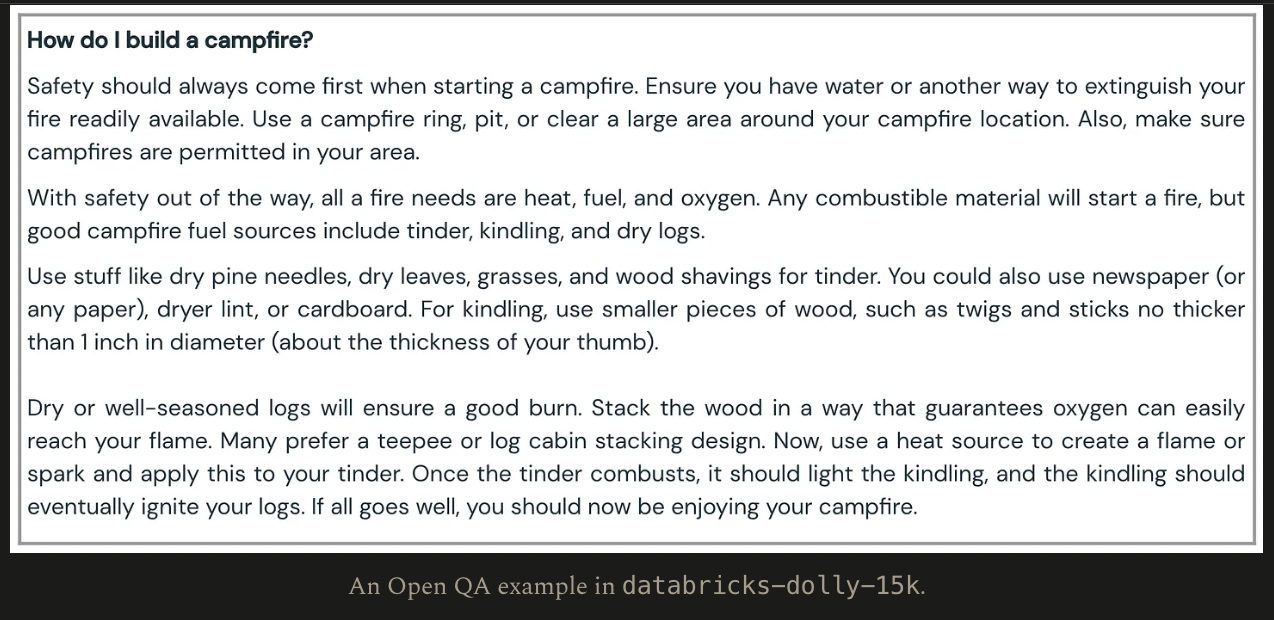 How do I build a campfire?
Safety should always come first when starting a campfire. Ensure you have water or another way to extinguish your
fire readily available. Use a campfire ring, pit, or clear a large area around your campfire location. Also, make sure
campfires are permitted in your area.
With safety out of the way, all a fire needs are heat, fuel, and oxygen. Any combustible material will start a fire, but
good campfire fuel sources include tinder, kindling, and dry logs.
Use stuff like dry pine needles, dry leaves, grasses, and wood shavings for tinder. You could also use newspaper (or
any paper), dryer lint, or cardboard. For kindling, use smaller pieces of wood, such as twigs and sticks no thicker
than 1 inch in diameter (about the thickness of your thumb).
Dry or well-seasoned logs will ensure a good burn. Stack the wood in a way that guarantees oxygen can easily
reach your flame. Many prefer a teepee or log cabin stacking design. Now, use a heat source to create a flame or
spark and apply this to your tinder. Once the tinder combusts, it should light the kindling, and the kindling should
eventually ignite your logs. If all goes well, you should now be enjoying your campfire.
An Open QA example in databricks-dolly-15k.